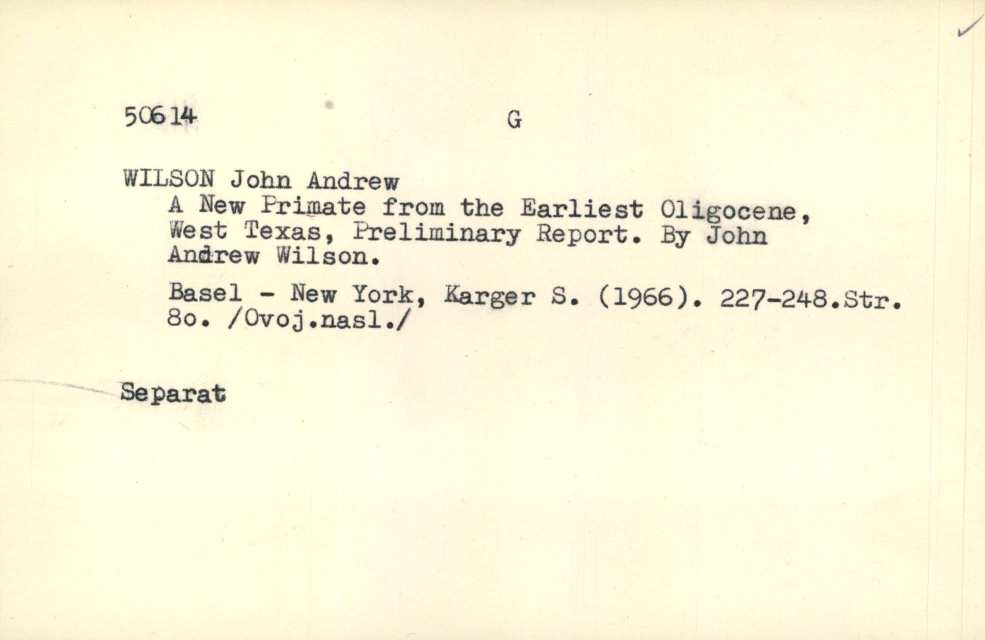 50614 G
WILSON John Andrew
A New Primate from the Earliest Oligocene,
West Texas, Preliminary Report. By John
Andrew Wilson.
Basel - New York, Karger S. (1966). 227-248.Str.
8o. /Ovoj.nasl./
Separat